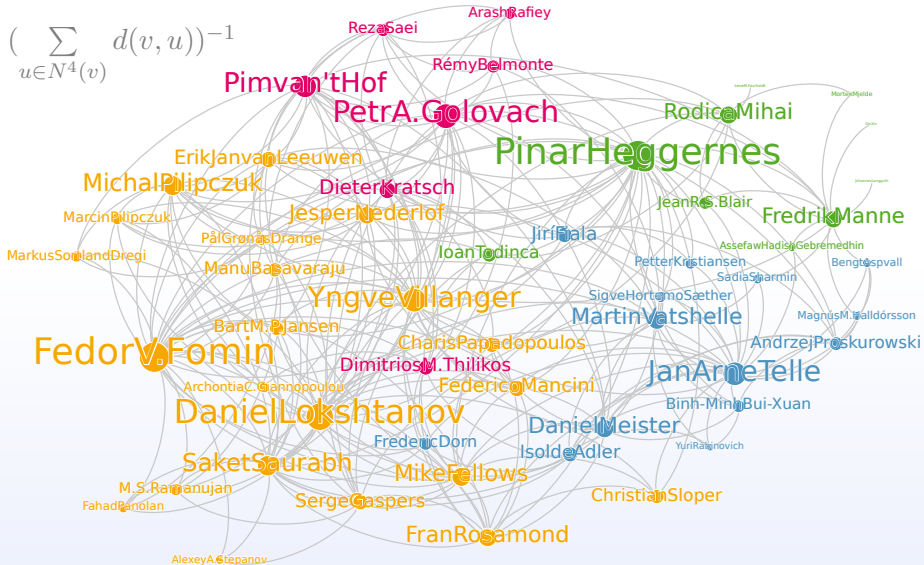 ( ∑ d(v, u))⁻¹
u∈N⁴(v)
ArashRafiey
RezaSaei
RémyBelmonte
Pimvan'tHof
PetrA.Golovach
MortenMjelde
RodicaMihai
PinarHeggernes
ErikJanvanLeeuwen
MichalPilipczuk
DieterKratsch
JeanR.S.Blair
JesperNederlof
FredrikManne
MarcinPilipczuk
PålGrønåsDrange
JiríFiala
AssefawHadishGebremedhin
IoanTodinca
MarkusSortlandDregi
PetterKristiansen
Bengtaspvall
ManuBasavaraju
SadiaSharmin
YngveVillanger
SigveHortemoSæther
MartinVatshelle
MagnusM.Halldórsson
BartM.P.Jansen
CharisPapadopoulos
AndrzejProskurowski
FedorV.Fomin
DimitriosM.Thilikos
JanArneTelle
ArchontiaC.Giannopoulou
FedericoMancini
Binh-MinhBui-Xuan
DanielLokshtanov
DanielMeister
FredericDorn
YuriRabinovich
IsoldeAdler
SaketSaurabh
MikeFellows
M.S.Ramanujan
ChristianSloper
SergeGaspers
FahadPanolan
FranRosamond
AlexeyA.Stepanov